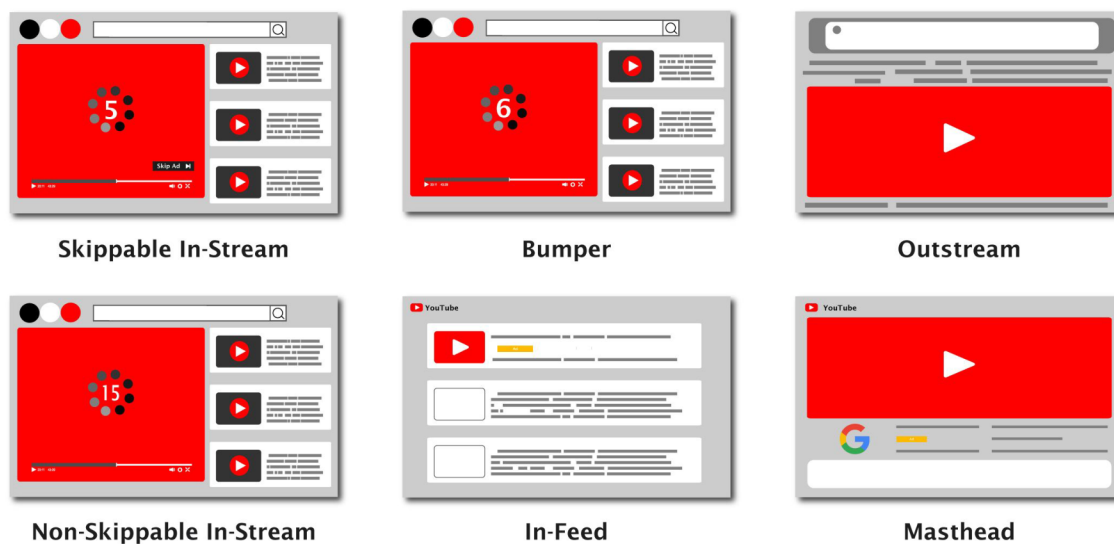 5
Skip Ad
Skippable In-Stream
6
Bumper
Outstream
15
Non-Skippable In-Stream
YouTube
In-Feed
YouTube
Masthead